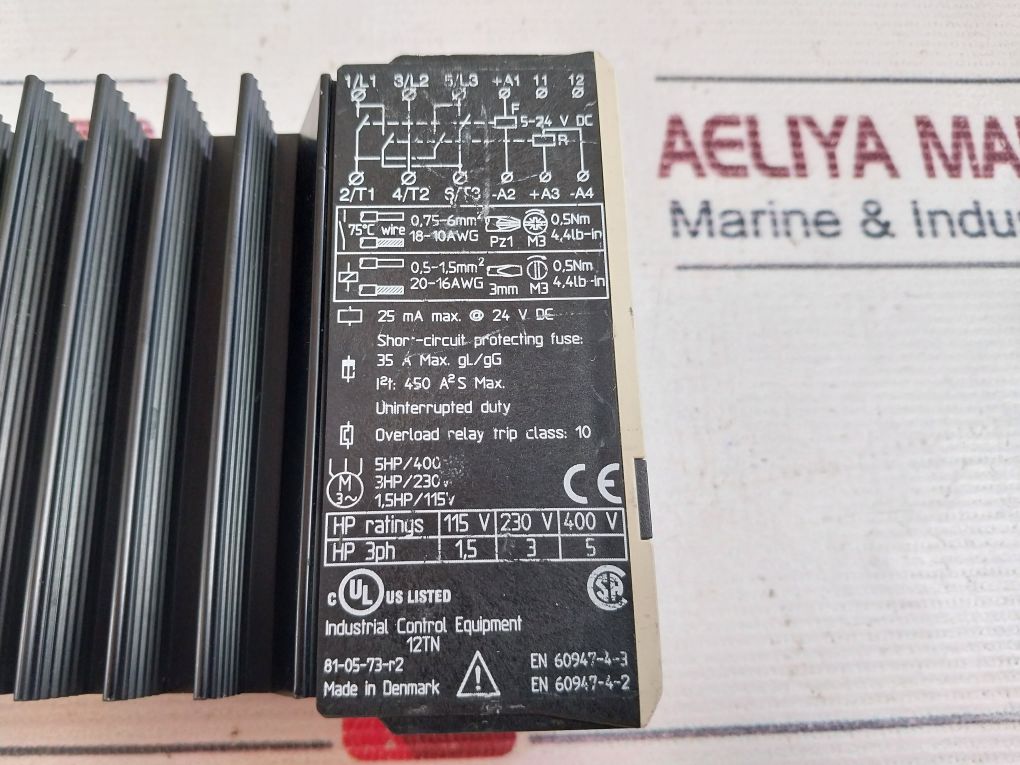 1/L1 3/L2 5/L3 +A1 11 12
F
5-24 V DC
R
2/T1 4/T2 6/T3 -A2 +A3 -A4
75°C wire 0,75-6mm² 18-10AWG Pz1 M3 0,5Nm 4,4lb-in
0,5-1,5mm² 20-16AWG 3mm M3 0,5Nm 4,4lb-in
25 mA max. @ 24 V DC
Short-circuit protecting fuse:
35 A Max. gL/gG
I²t: 450 A²S Max.
Uninterrupted duty
Overload relay trip class: 10
M 3~
5HP/400
3HP/230v
1,5HP/115v
CE
HP ratinys 115 V 230 V 400 V
HP 3ph 1,5 3 5
c UL US LISTED
SA
Industrial Control Equipment
12TN
81-05-73-r2
Made in Denmark
EN 60947-4-3
EN 60947-4-2
AELIYA MA
Marine & Indu